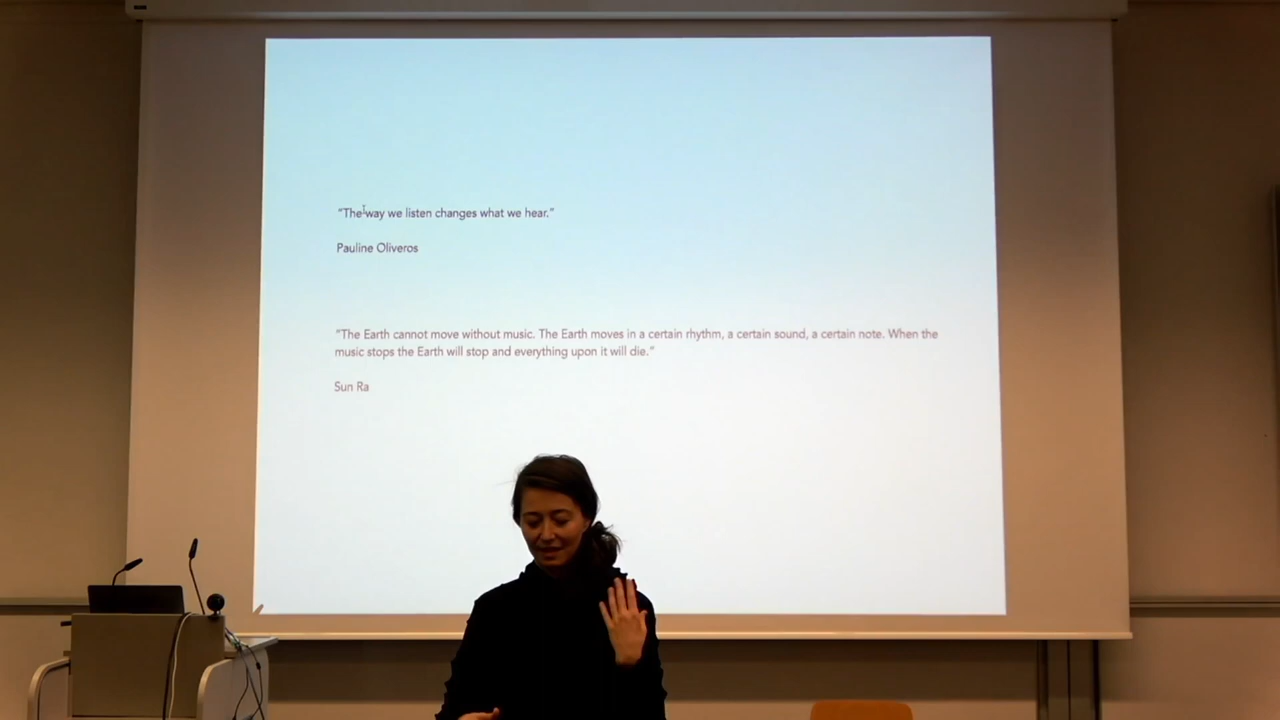 “The way we listen changes what we hear.”
Pauline Oliveros
“The Earth cannot move without music. The Earth moves in a certain rhythm, a certain sound, a certain note. When the
music stops the Earth will stop and everything upon it will die.”
Sun Ra